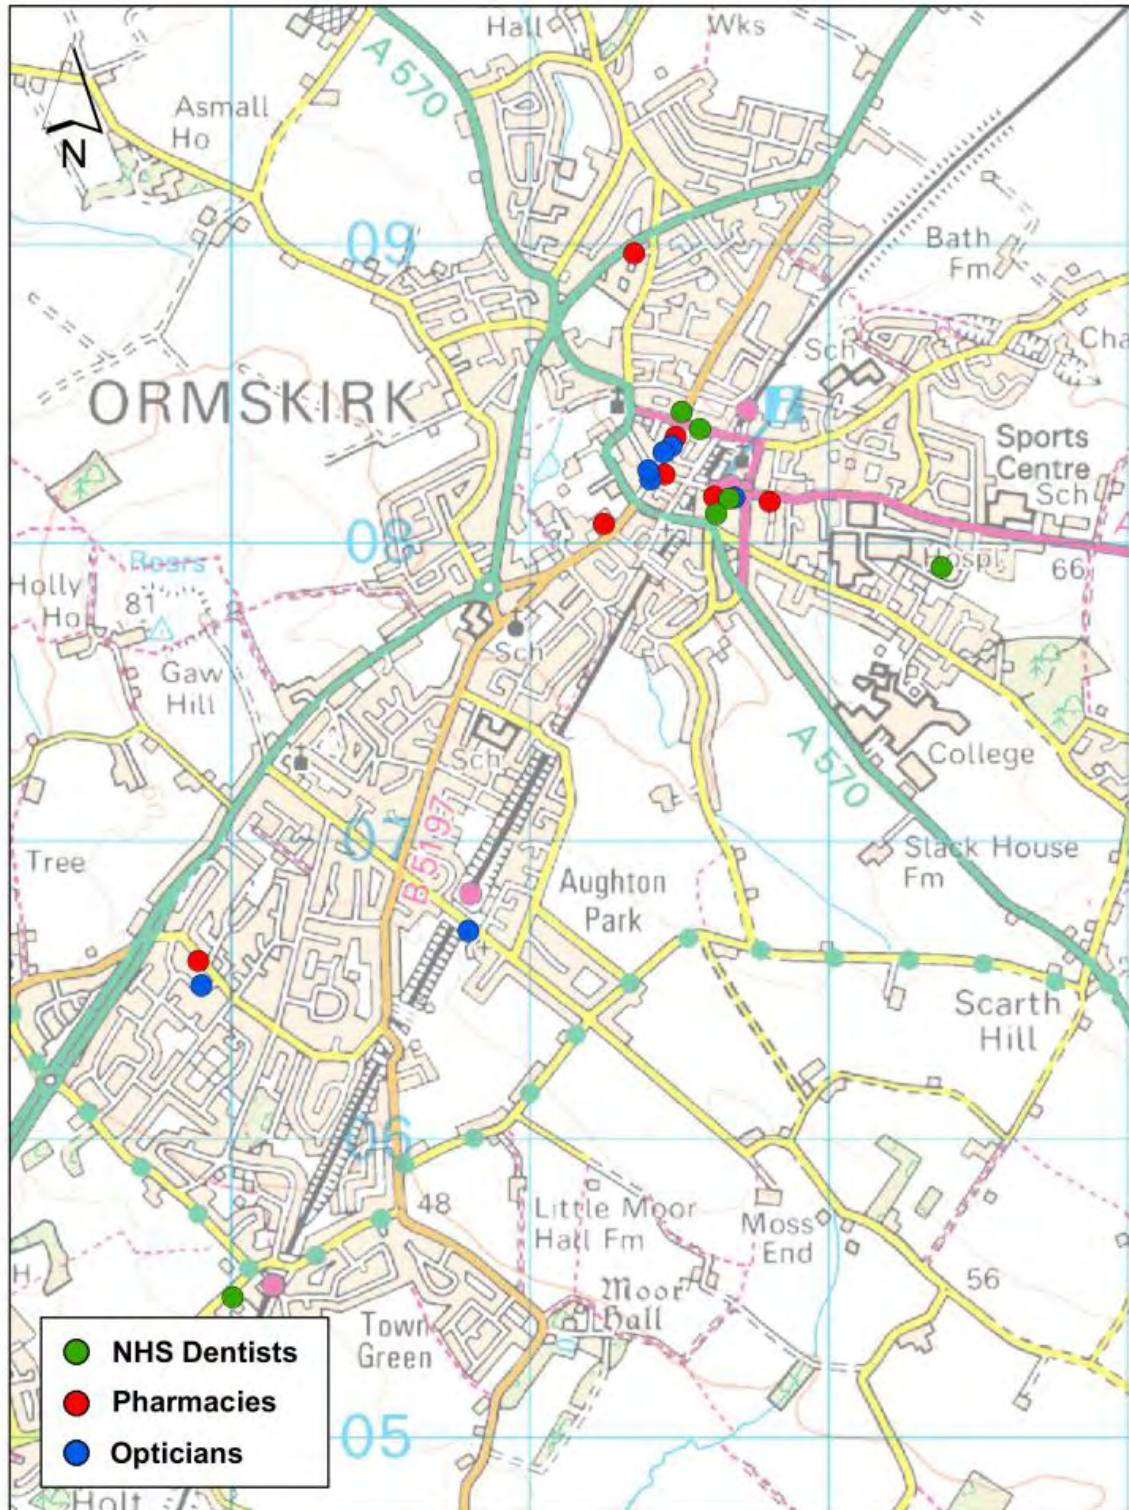 Hall
Wks
A 570
Asmall
Ho
N
09
Bath
Fm
Sch
Cha
ORMSKIRK
Sports
Centre
Sch
A
08
Hospl
66
Roars
Holly
Ho
81
Sch
Gaw
Hill
College
A 570
Sch
07
B 5197
Tree
Slack House
Fm
Aughton
Park
Scarth
Hill
06
48
Little Moor
Hall Fm
Moss
End
H
56
Moor
Hall
Town
Green
NHS Dentists
Pharmacies
Opticians
05
Holt